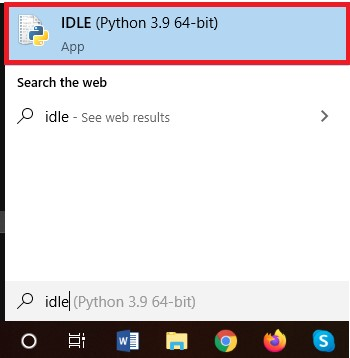 IDLE (Python 3.9 64-bit)
App
Search the web
idle - See web results
idle (Python 3.9 64-bit)
W
S